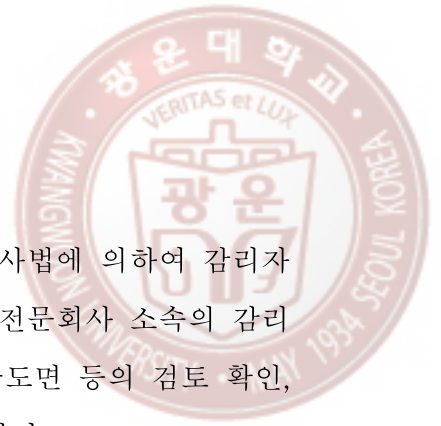 광운대학교
VERITAS et LUX
광운
KWANGWOON UNIVERSITY · MAY 1934 SEOUL KOREA
사법에 의하여 감리자
전문회사 소속의 감리
도면 등의 검토 확인,